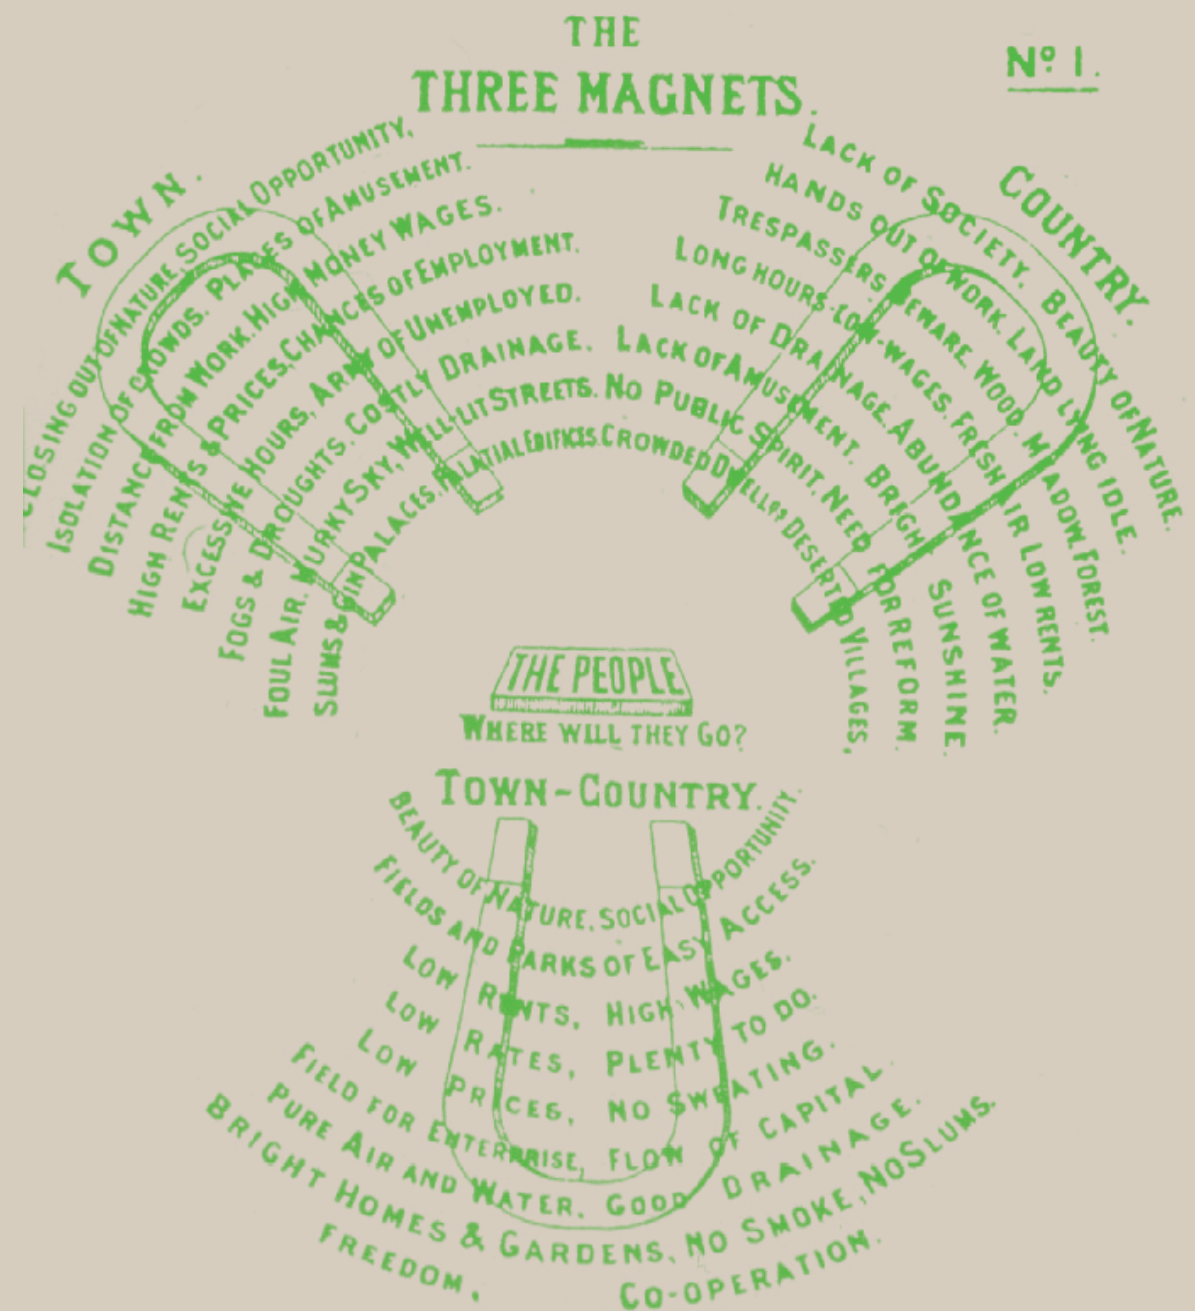 THE
THREE MAGNETS.
Nº 1.
TOWN.
CLOSING OUT OF NATURE. SOCIAL OPPORTUNITY.
ISOLATION OF CROWDS. PLACES OF AMUSEMENT.
DISTANCE FROM WORK. HIGH MONEY WAGES.
HIGH RENTS & PRICES. CHANCES OF EMPLOYMENT.
EXCESSIVE HOURS. ARMY OF UNEMPLOYED.
FOGS & DROUGHTS. COSTLY DRAINAGE.
FOUL AIR. MURKY SKY. WELL-LIT STREETS.
SLUMS & GIN PALACES. PALATIAL EDIFICES.
COUNTRY.
LACK OF SOCIETY. BEAUTY OF NATURE.
HANDS OUT OF WORK. LAND LYING IDLE.
TRESPASSERS BEWARE. WOOD. MEADOW. FOREST.
LONG HOURS-LOW-WAGES. FRESH AIR LOW RENTS.
LACK OF DRAINAGE. ABUNDANCE OF WATER.
LACK OF AMUSEMENT. BRIGHT SUNSHINE.
NO PUBLIC SPIRIT. NEED FOR REFORM.
CROWDED DWELLGS DESERTED VILLAGES,
THE PEOPLE
WHERE WILL THEY GO?
TOWN-COUNTRY.
BEAUTY OF NATURE, SOCIAL OPPORTUNITY.
FIELDS AND PARKS OF EASY ACCESS.
LOW RENTS, HIGH WAGES.
LOW RATES, PLENTY TO DO.
LOW PRICES, NO SWEATING.
FIELD FOR ENTERPRISE, FLOW OF CAPITAL.
PURE AIR AND WATER. GOOD DRAINAGE.
BRIGHT HOMES & GARDENS, NO SMOKE, NO SLUMS.
FREEDOM, CO-OPERATION.